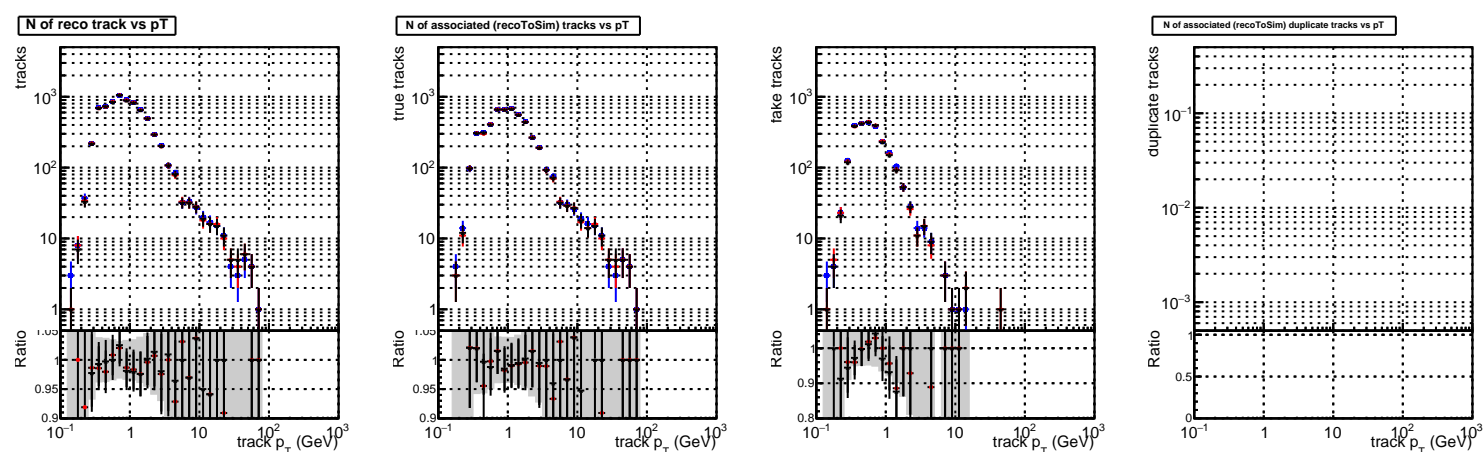 N of reco track vs pT
tracks
10³
10²
10
1
Ratio
1.05
1
0.95
0.9
10⁻¹ 1 10 10² 10³
track p_T (GeV)
N of associated (recoToSim) tracks vs pT
true tracks
10³
10²
10
1
Ratio
1.05
1
0.95
0.9
10⁻¹ 1 10 10² 10³
track p_T (GeV)
fake tracks
10³
10²
10
1
Ratio
1
0.9
0.8
10⁻¹ 1 10 10² 10³
track p_T (GeV)
N of associated (recoToSim) duplicate tracks vs pT
duplicate tracks
10⁻¹
10⁻²
10⁻³
Ratio
1
0.5
0
10⁻¹ 1 10 10² 10³
track p_T (GeV)